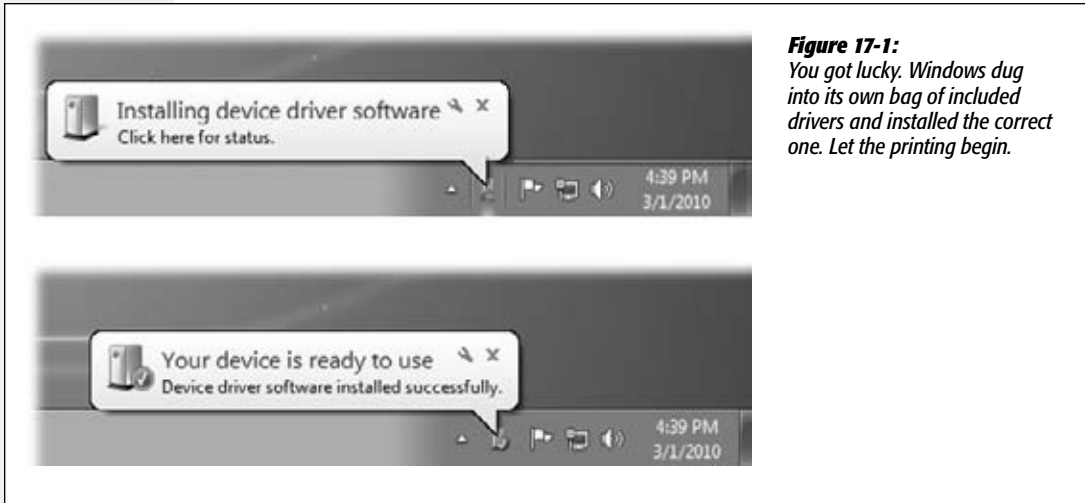 Installing device driver software
Click here for status.
4:39 PM
3/1/2010
Your device is ready to use
Device driver software installed successfully.
4:39 PM
3/1/2010
Figure 17-1:
You got lucky. Windows dug
into its own bag of included
drivers and installed the correct
one. Let the printing begin.